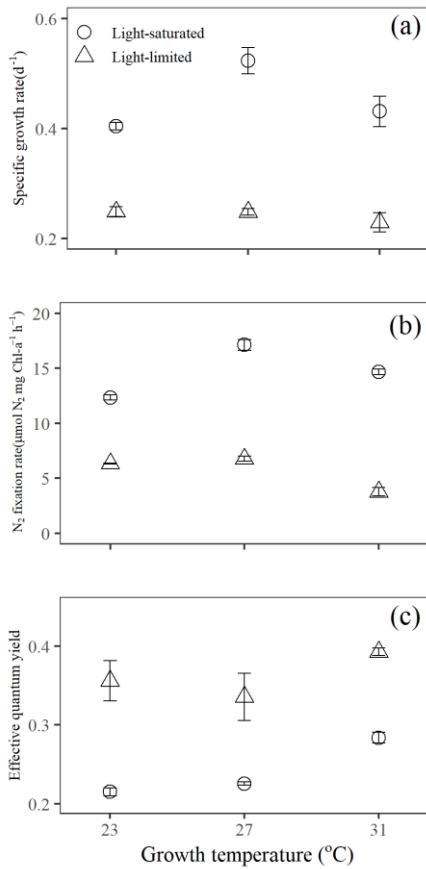 (a)
Light-saturated
Light-limited
Specific growth rate(d⁻¹)
0.6
0.4
0.2
(b)
N₂ fixation rate(μmol N₂ mg Chl-a⁻¹ h⁻¹)
20
15
10
5
0
(c)
Effective quantum yield
0.4
0.3
0.2
23 27 31
Growth temperature (°C)